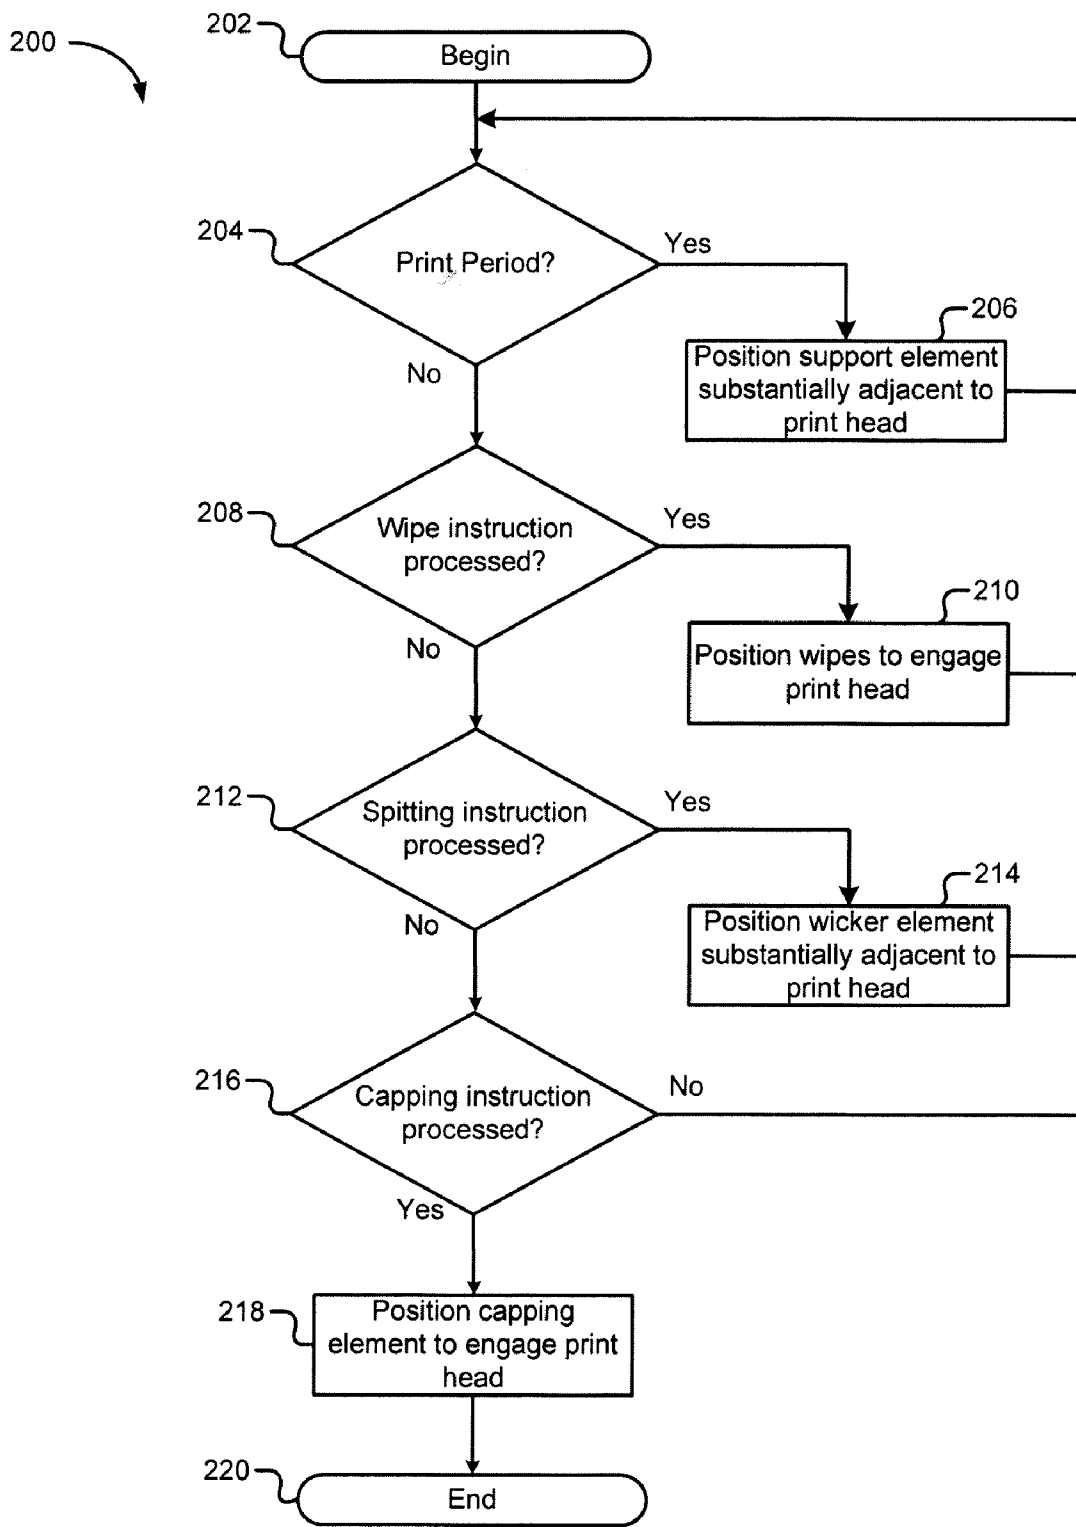 200
202
Begin
204
Print Period?
Yes
206
Position support element
substantially adjacent to
print head
No
208
Wipe instruction
processed?
Yes
210
Position wipes to engage
print head
No
212
Spitting instruction
processed?
Yes
214
Position wicker element
substantially adjacent to
print head
No
216
Capping instruction
processed?
No
Yes
218
Position capping
element to engage print
head
220
End